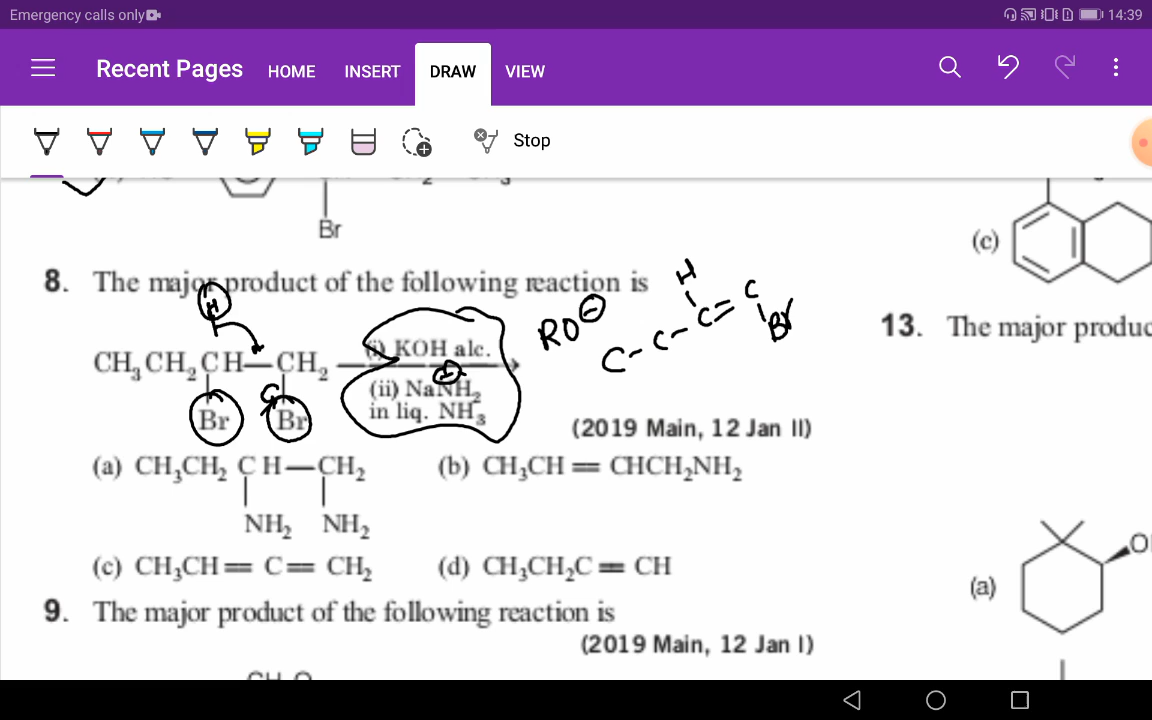 Emergency calls only
14:39
Recent Pages HOME INSERT DRAW VIEW
Stop
Br
(c)
8. The major product of the following reaction is
H
H
RO⊖
C-C-C=C
Br
13. The major produc
CH₃CH₂CH—CH₂
(i) KOH alc.
(ii) NaNH₂
in liq. NH₃
Br Br
(2019 Main, 12 Jan II)
(a) CH₃CH₂CH—CH₂
NH₂ NH₂
(b) CH₃CH=CHCH₂NH₂
(c) CH₃CH=C=CH₂
(d) CH₃CH₂C≡CH
9. The major product of the following reaction is
(2019 Main, 12 Jan I)
(a)